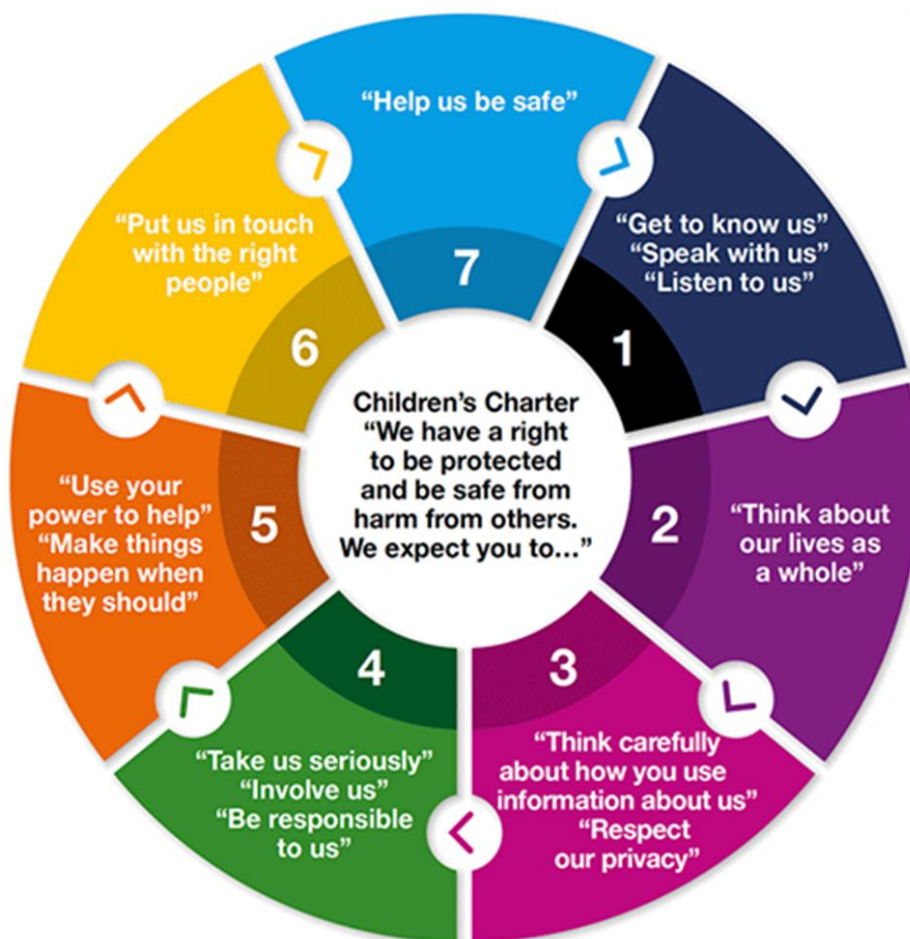 Children's Charter
“We have a right
to be protected
and be safe from
harm from others.
We expect you to...”
1
“Get to know us”
“Speak with us”
“Listen to us”
2
“Think about
our lives as
a whole”
3
“Think carefully
about how you use
information about us”
“Respect
our privacy”
4
“Take us seriously”
“Involve us”
“Be responsible
to us”
5
“Use your
power to help”
“Make things
happen when
they should”
6
“Put us in touch
with the right
people”
7
“Help us be safe”